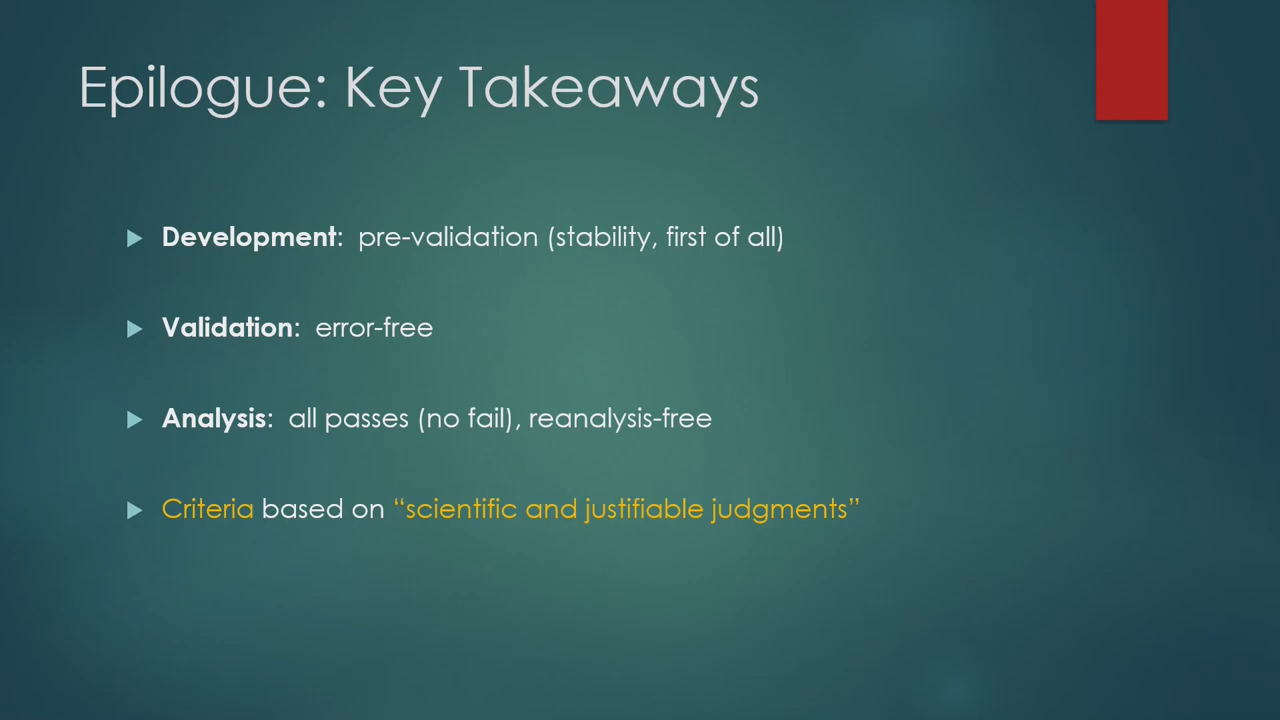 Epilogue: Key Takeaways
Development: pre-validation (stability, first of all)
Validation: error-free
Analysis: all passes (no fail), reanalysis-free
Criteria based on “scientific and justifiable judgments”